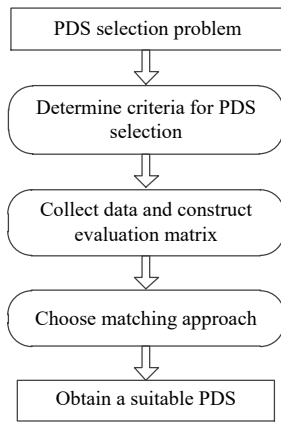 PDS selection problem
Determine criteria for PDS
selection
Collect data and construct
evaluation matrix
Choose matching approach
Obtain a suitable PDS